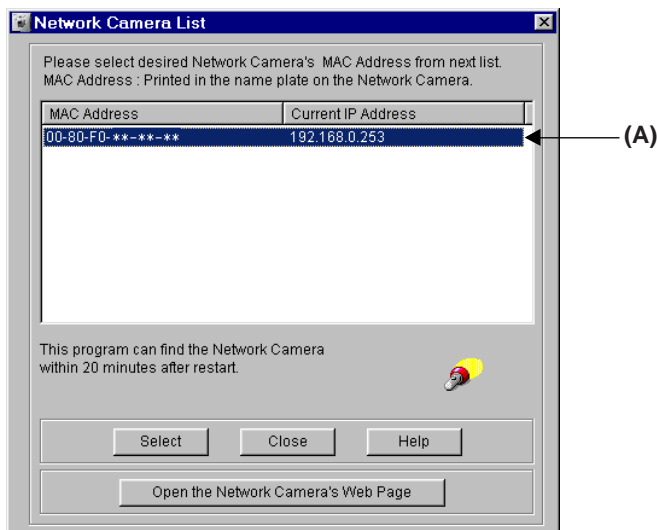 Network Camera List
Please select desired Network Camera's MAC Address from next list.
MAC Address : Printed in the name plate on the Network Camera.
MAC Address Current IP Address
00-80-F0-**-**-** 192.168.0.253
(A)
This program can find the Network Camera
within 20 minutes after restart.
Select Close Help
Open the Network Camera's Web Page